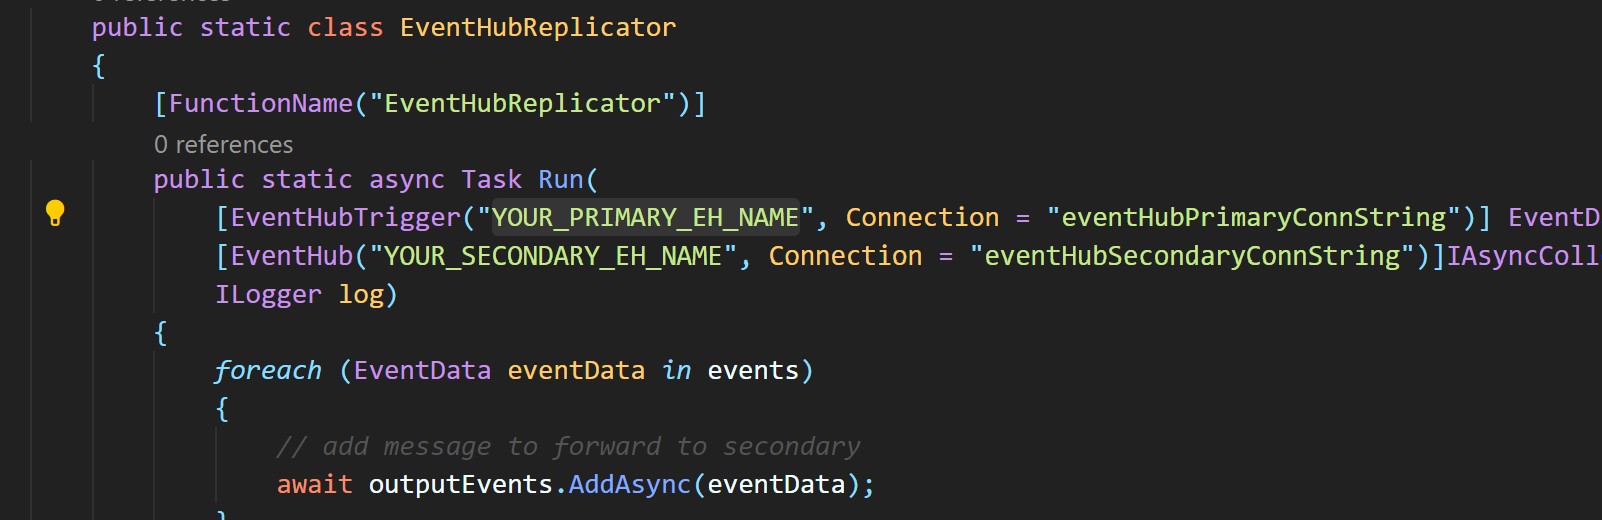 public static class EventHubReplicator
{
[FunctionName("EventHubReplicator")]
0 references
public static async Task Run(
[EventHubTrigger("YOUR_PRIMARY_EH_NAME", Connection = "eventHubPrimaryConnString")] EventD
[EventHub("YOUR_SECONDARY_EH_NAME", Connection = "eventHubSecondaryConnString")]IAsyncColl
ILogger log)
{
foreach (EventData eventData in events)
{
// add message to forward to secondary
await outputEvents.AddAsync(eventData);
}